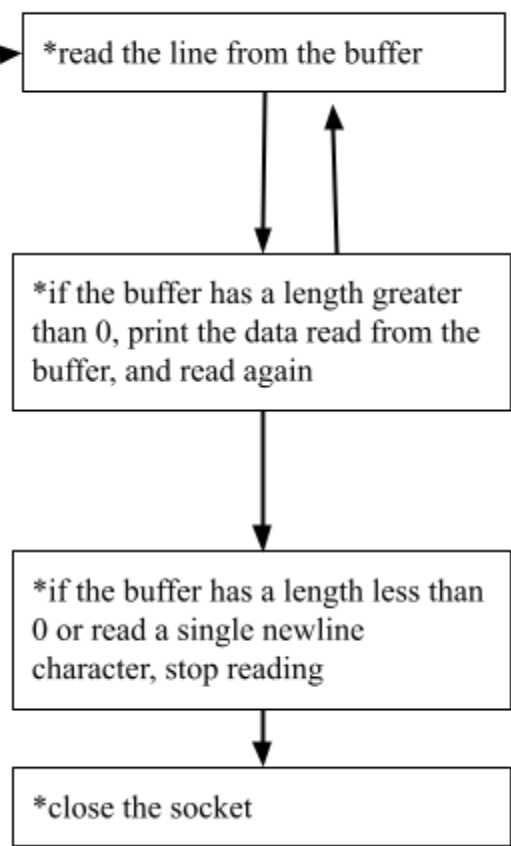 *read the line from the buffer
*if the buffer has a length greater
than 0, print the data read from the
buffer, and read again
*if the buffer has a length less than
0 or read a single newline
character, stop reading
*close the socket